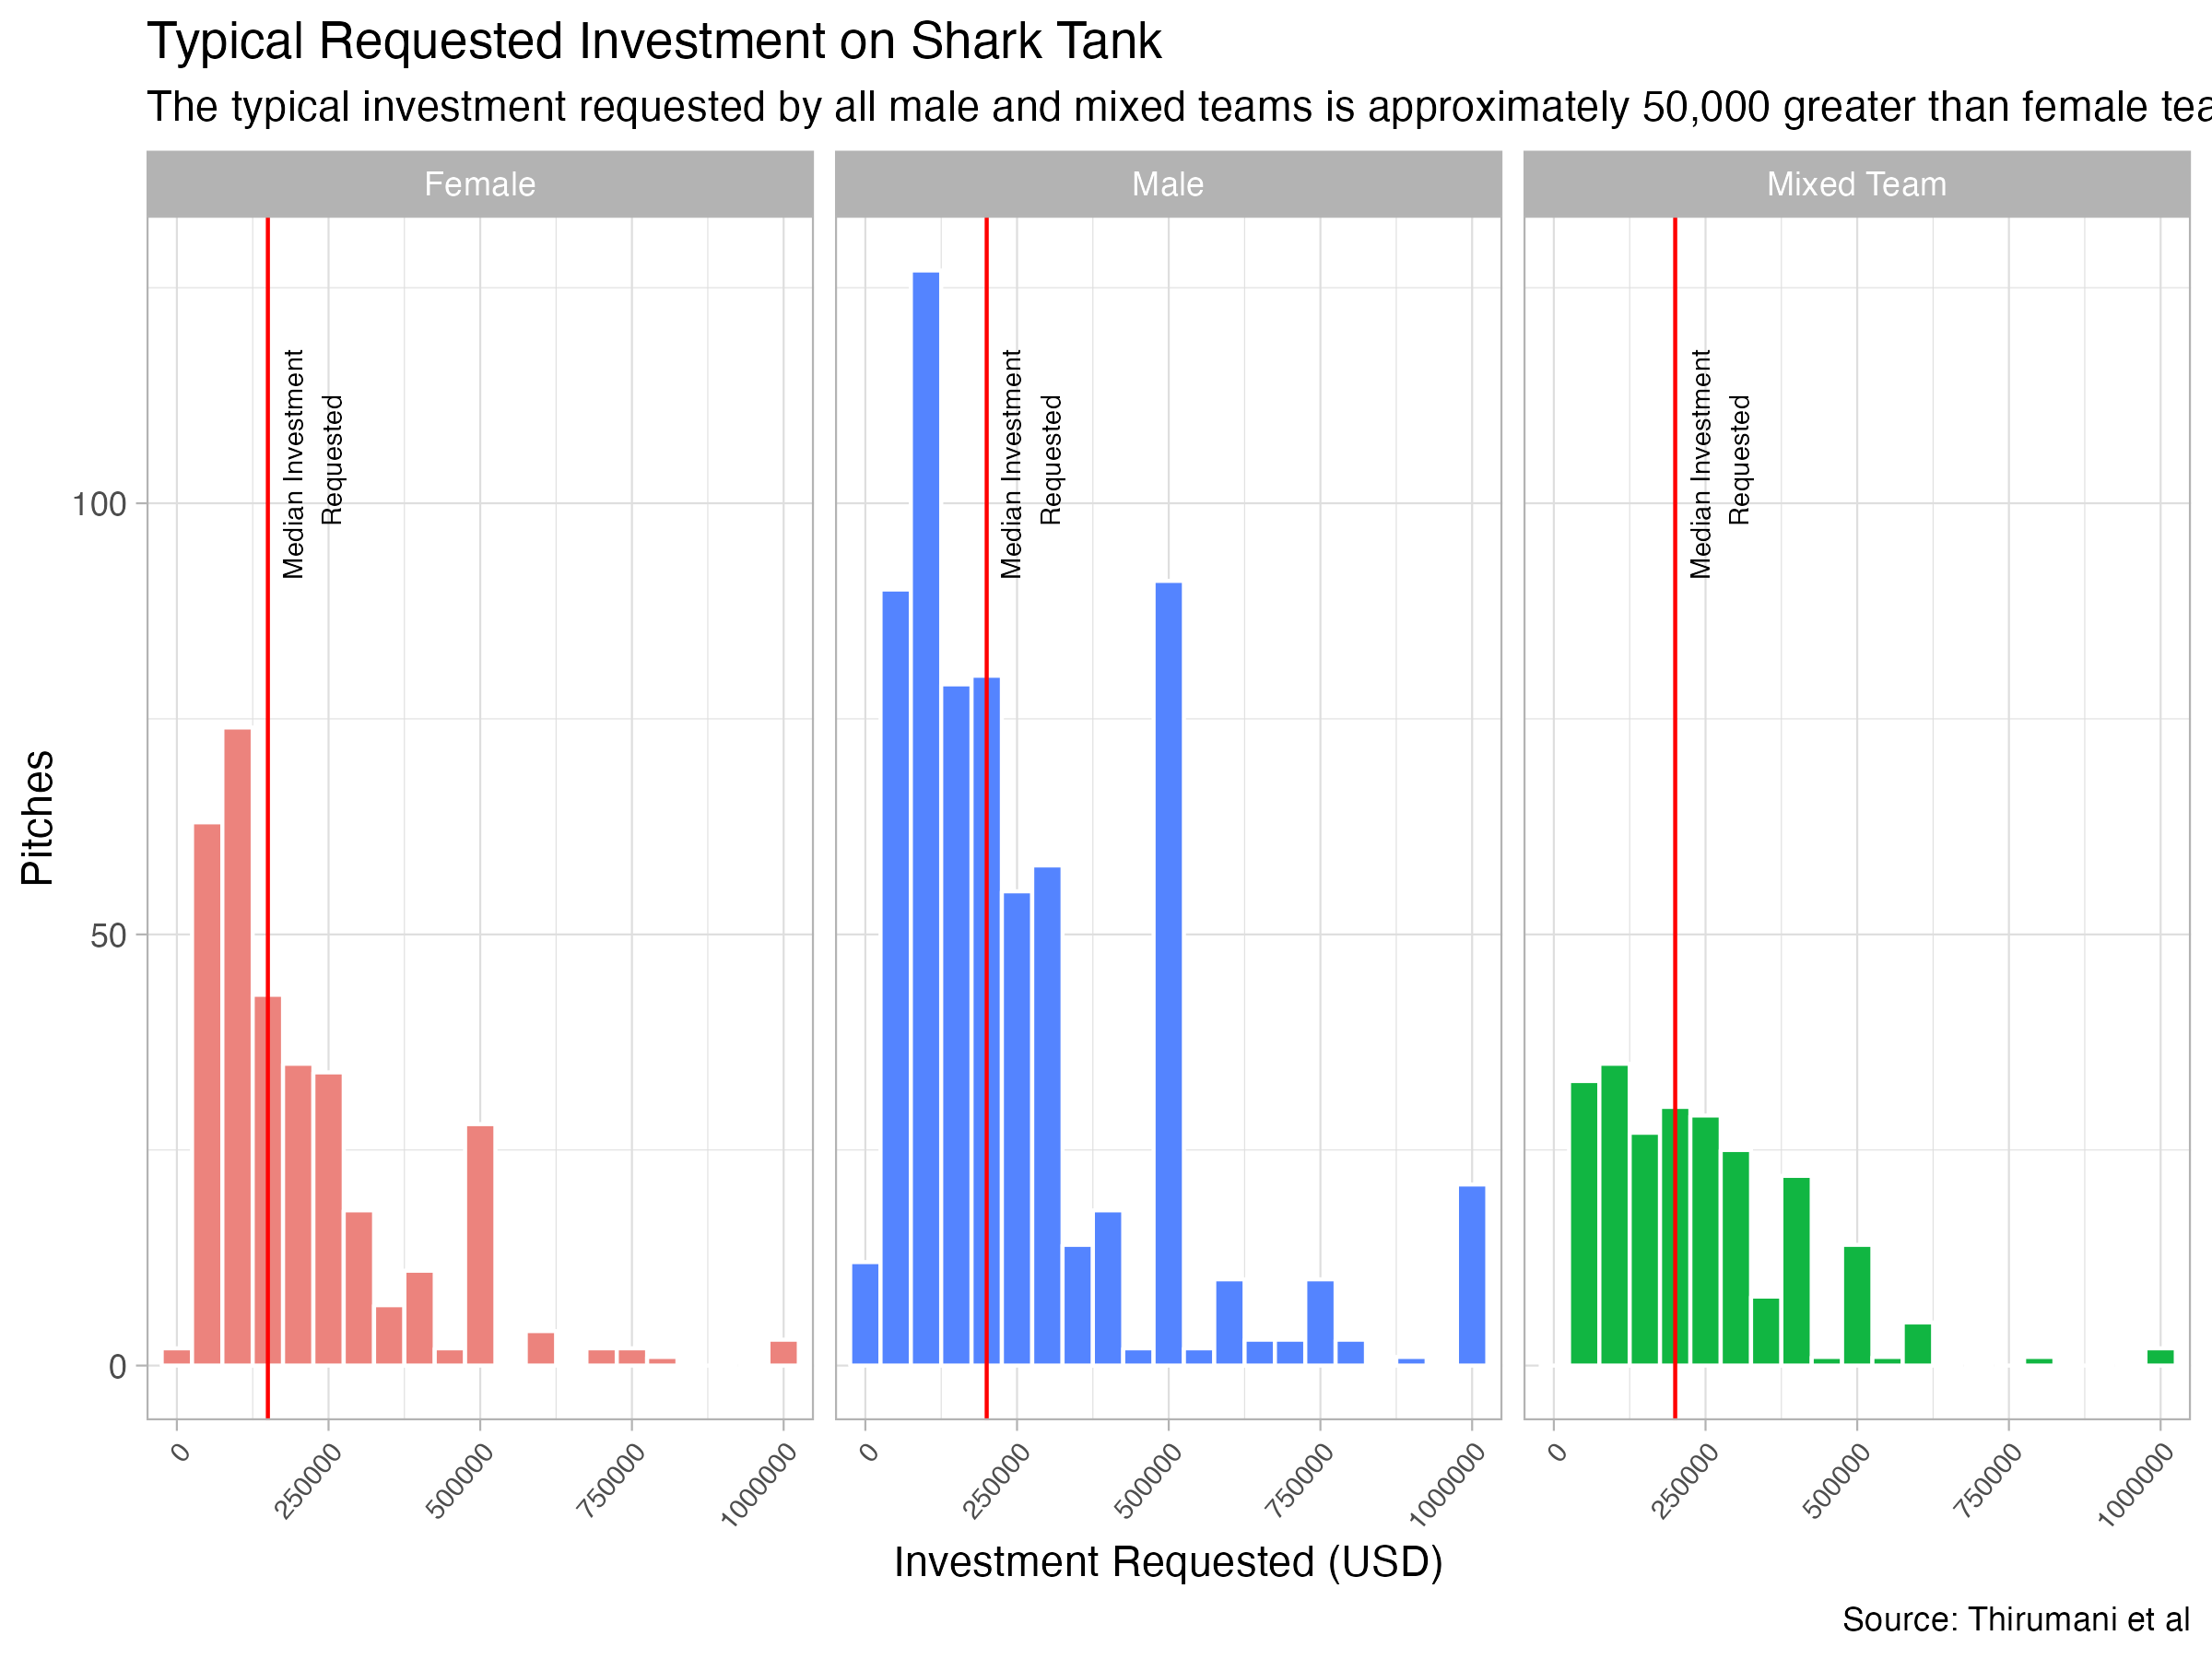 Typical Requested Investment on Shark Tank
The typical investment requested by all male and mixed teams is approximately 50,000 greater than female
Female
Male
Mixed Team
Median Investment
Requested
Median Investment
Requested
Median Investment
Requested
Pitches
100
50
0
0
250000
500000
750000
1000000
0
250000
500000
750000
1000000
0
250000
500000
750000
1000000
Investment Requested (USD)
Source: Thirumani et al